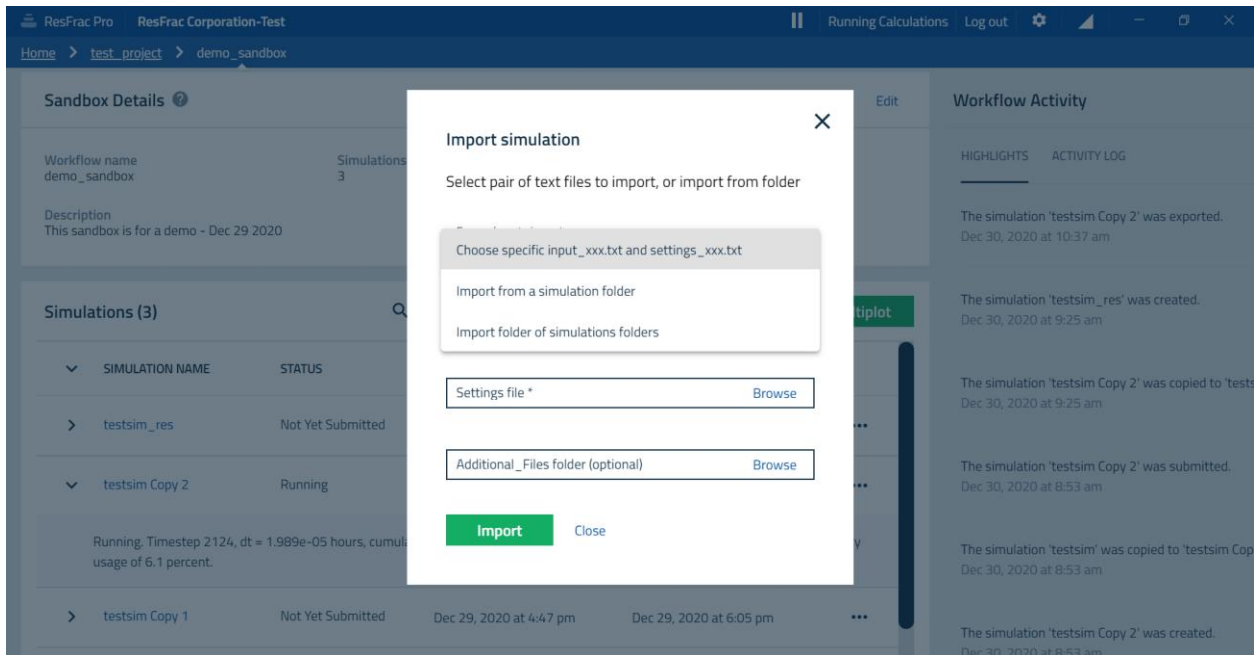 ResFrac Pro ResFrac Corporation-Test Running Calculations Log out
Home > test_project > demo_sandbox
Sandbox Details
Edit
Workflow name
demo_sandbox
Simulations
3
Description
This sandbox is for a demo - Dec 29 2020
Simulations (3)
tiplot
SIMULATION NAME STATUS
testsim_res Not Yet Submitted
testsim Copy 2 Running
Running. Timestep 2124, dt = 1.989e-05 hours, cumula
y
usage of 6.1 percent.
testsim Copy 1 Not Yet Submitted Dec 29, 2020 at 4:47 pm Dec 29, 2020 at 6:05 pm
Import simulation
Select pair of text files to import, or import from folder
Choose specific input_xxx.txt and settings_xxx.txt
Import from a simulation folder
Import folder of simulations folders
Settings file * Browse
Additional_Files folder (optional) Browse
Import Close
Workflow Activity
HIGHLIGHTS ACTIVITY LOG
The simulation 'testsim Copy 2' was exported.
Dec 30, 2020 at 10:37 am
The simulation 'testsim_res' was created.
Dec 30, 2020 at 9:25 am
The simulation 'testsim Copy 2' was copied to 'tests
Dec 30, 2020 at 9:25 am
The simulation 'testsim Copy 2' was submitted.
Dec 30, 2020 at 8:53 am
The simulation 'testsim' was copied to 'testsim Cop
Dec 30, 2020 at 8:53 am
The simulation 'testsim Copy 2' was created.
Dec 30, 2020 at 8:53 am